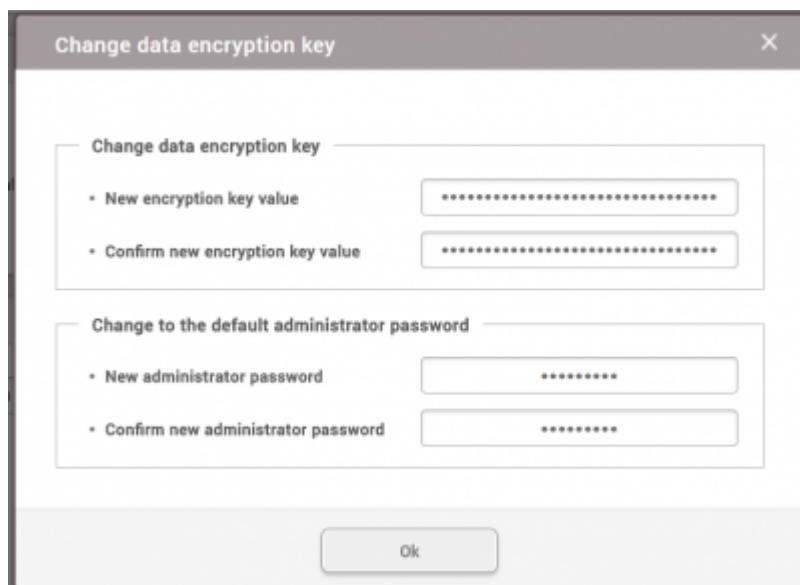 Change data encryption key
Change data encryption key
• New encryption key value ••••••••••••••••••••••••••••••••
• Confirm new encryption key value ••••••••••••••••••••••••••••••••
Change to the default administrator password
• New administrator password •••••••••
• Confirm new administrator password •••••••••
Ok